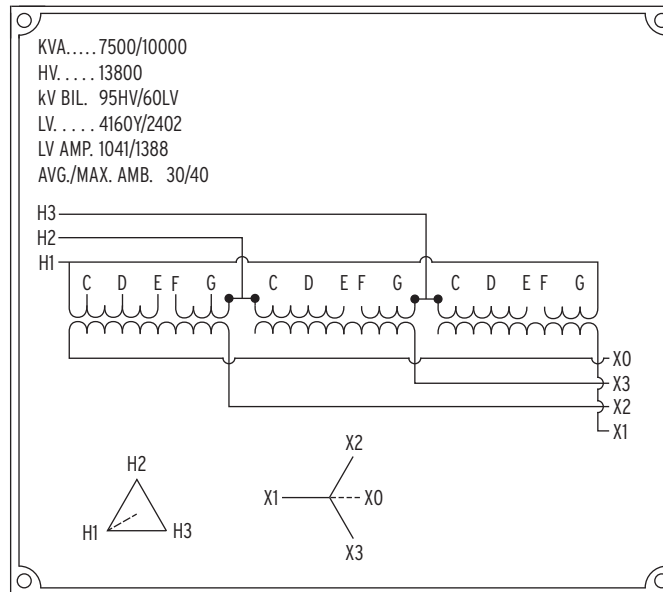 KVA.....7500/10000
HV.....13800
kV BIL. 95HV/60LV
LV.....4160Y/2402
LV AMP. 1041/1388
AVG./MAX. AMB. 30/40
H3
H2
H1
C D E F G C D E F G C D E F G
X0
X3
X2
X1
H2
H1 H3
X2
X1 X0
X3